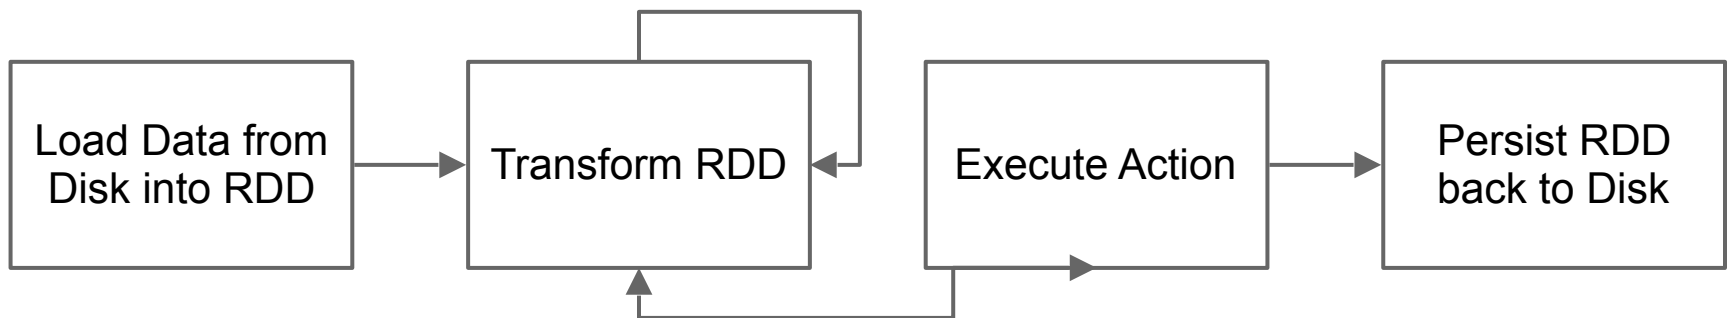 Load Data from
Disk into RDD
Transform RDD
Execute Action
Persist RDD
back to Disk